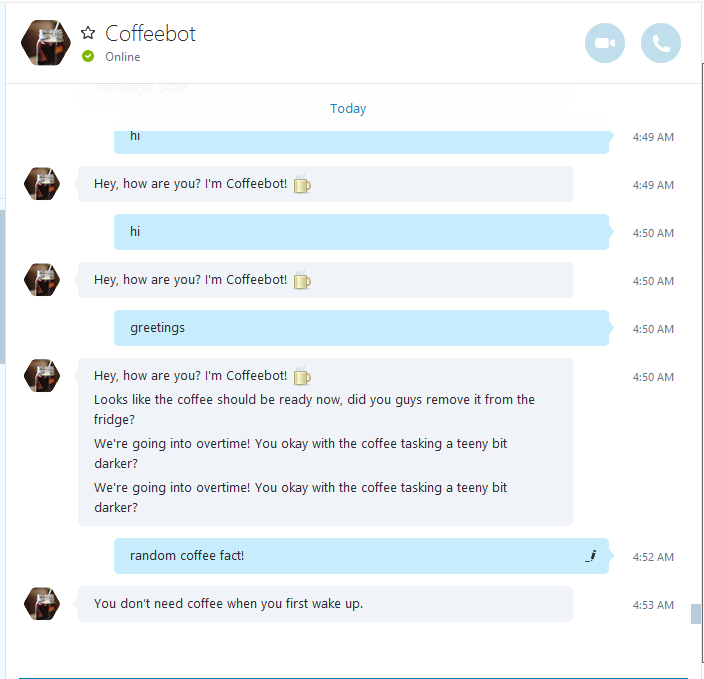 Coffeebot
Online
checkings! 04:48
Today
hi
4:49 AM
Hey, how are you? I'm Coffeebot!
4:49 AM
hi
4:50 AM
Hey, how are you? I'm Coffeebot!
4:50 AM
greetings
4:50 AM
Hey, how are you? I'm Coffeebot!
4:50 AM
Looks like the coffee should be ready now, did you guys remove it from the
fridge?
We're going into overtime! You okay with the coffee tasking a teeny bit
darker?
We're going into overtime! You okay with the coffee tasking a teeny bit
darker?
random coffee fact!
4:52 AM
You don't need coffee when you first wake up.
4:53 AM